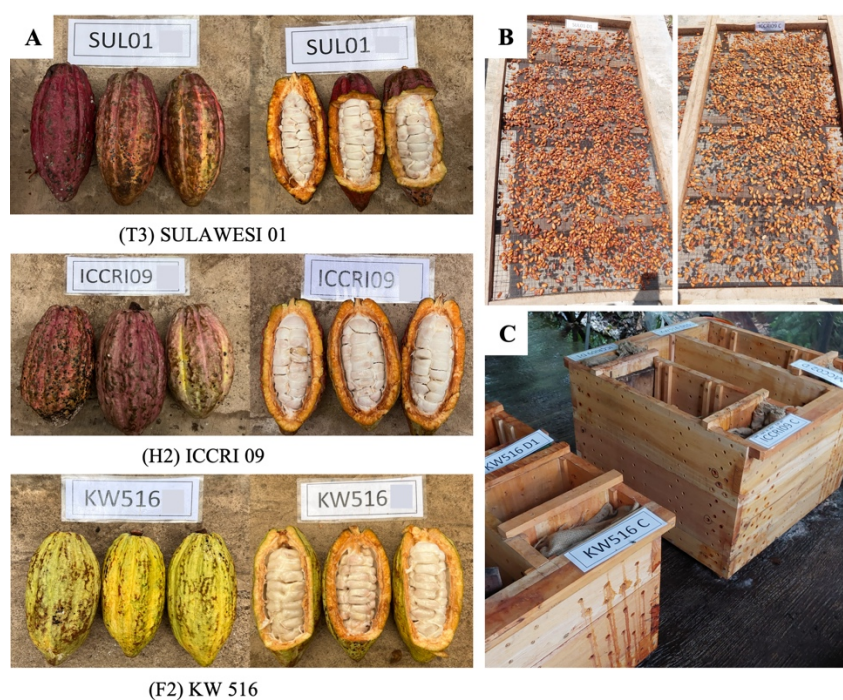 A
SUL01
SUL01
(T3) SULAWESI 01
ICCRI09
ICCRI09
(H2) ICCRI 09
KW516
KW516
(F2) KW 516
B
C
KW516 D1
KW516 C
ICCRI09 C